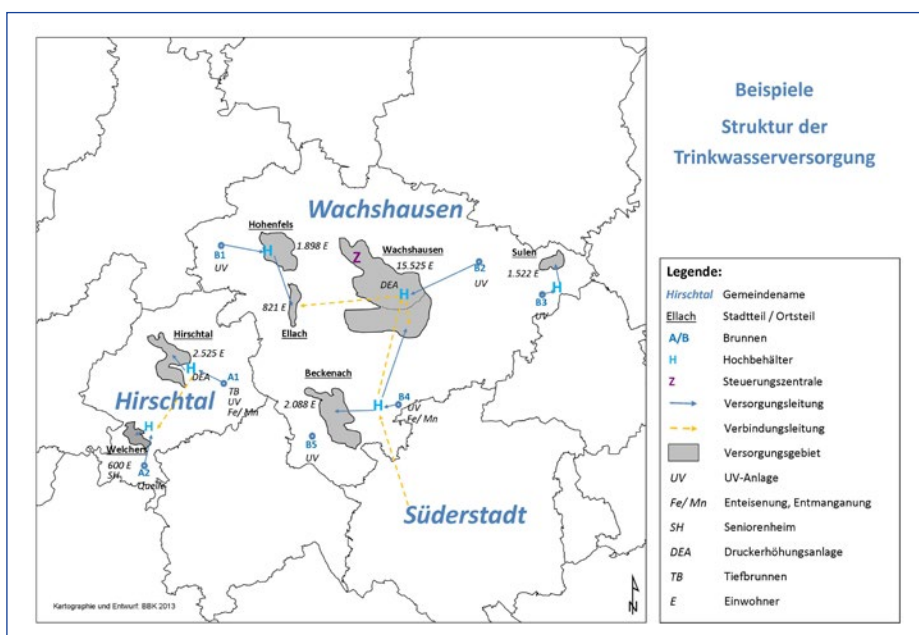 Beispiele
Struktur der
Trinkwasserversorgung
Wachshausen
Hohenfels
B1
UV
H
1.898 E
821 E
Ellach
Wachshausen
15.525 E
Z
DEA
H
B2
UV
Sulen
1.522 E
H
B3
UV
Hirschtal
2.525 E
H
DEA
A1
TB
UV
Fe/ Mn
Hirschtal
H
Welchers
600 E
SH
A2
Quelle
Beckenach
2.088 E
H
B4
UV
Fe/ Mn
B5
UV
Süderstadt
Legende:
Hirschtal Gemeindename
Ellach Stadtteil / Ortsteil
A/B Brunnen
H Hochbehälter
Z Steuerungszentrale
Versorgungsleitung
Verbindungsleitung
Versorgungsgebiet
UV UV-Anlage
Fe/ Mn Enteisenung, Entmanganung
SH Seniorenheim
DEA Druckerhöhungsanlage
TB Tiefbrunnen
E Einwohner
Kartographie und Entwurf: BBK 2013
N